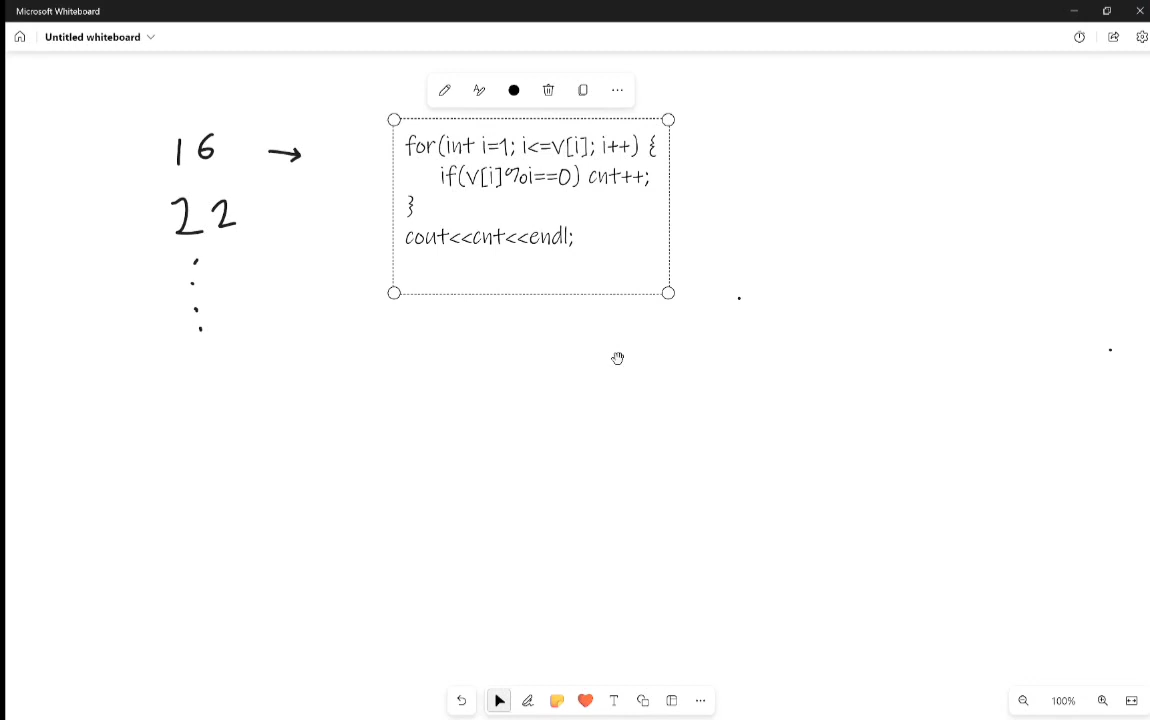 Microsoft Whiteboard
Untitled whiteboard
16 →
22
for(int i=1; i<=v[i]; i++) {
if(v[i]%i==0) cnt++;
}
cout<<cnt<<endl;
100%